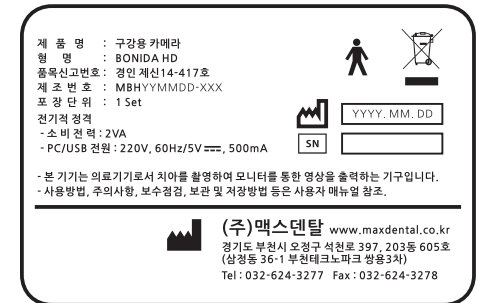 제 품 명 : 구강용 카메라
형 명 : BONIDA HD
품목신고번호 : 경인 제신14-417호
제 조 번 호 : MBHYYMMDD-XXX
포 장 단 위 : 1 Set
전기적 정격
- 소 비 전 력 : 2VA
- PC/USB 전원 : 220V, 60Hz/5V, 500mA
YYYY. MM. DD
SN
- 본 기기는 의료기기로서 치아를 촬영하여 모니터를 통한 영상을 출력하는 기구입니다.
- 사용방법, 주의사항, 보수점검, 보관 및 저장방법 등은 사용자 매뉴얼 참조.
(주)맥스덴탈 www.maxdental.co.kr
경기도 부천시 오정구 석천로 397, 203동 605호
(삼정동 36-1 부천테크노파크 쌍용3차)
Tel : 032-624-3277 Fax : 032-624-3278